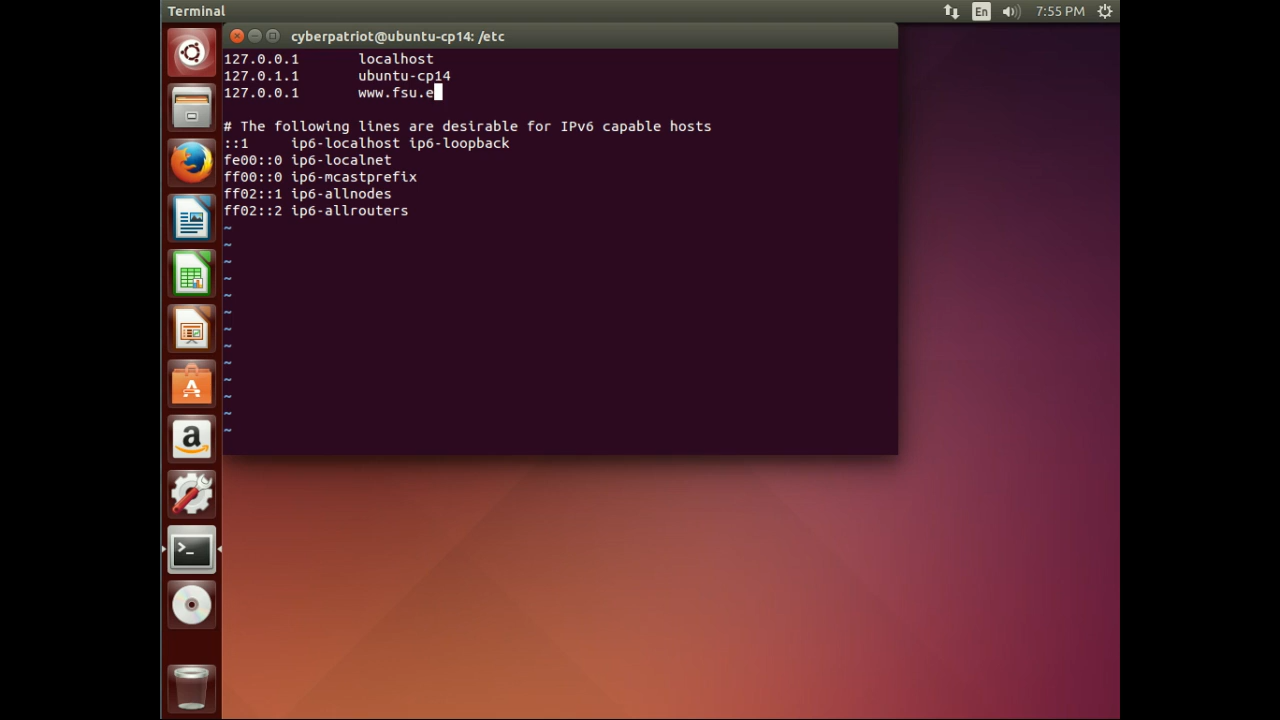 Terminal
En
7:55 PM
cyberpatriot@ubuntu-cp14: /etc
127.0.0.1 localhost
127.0.1.1 ubuntu-cp14
127.0.0.1 www.fsu.e
# The following lines are desirable for IPv6 capable hosts
::1 ip6-localhost ip6-loopback
fe00::0 ip6-localnet
ff00::0 ip6-mcastprefix
ff02::1 ip6-allnodes
ff02::2 ip6-allrouters
~
~
~
~
~
~
~
~
~
~
~
~
~